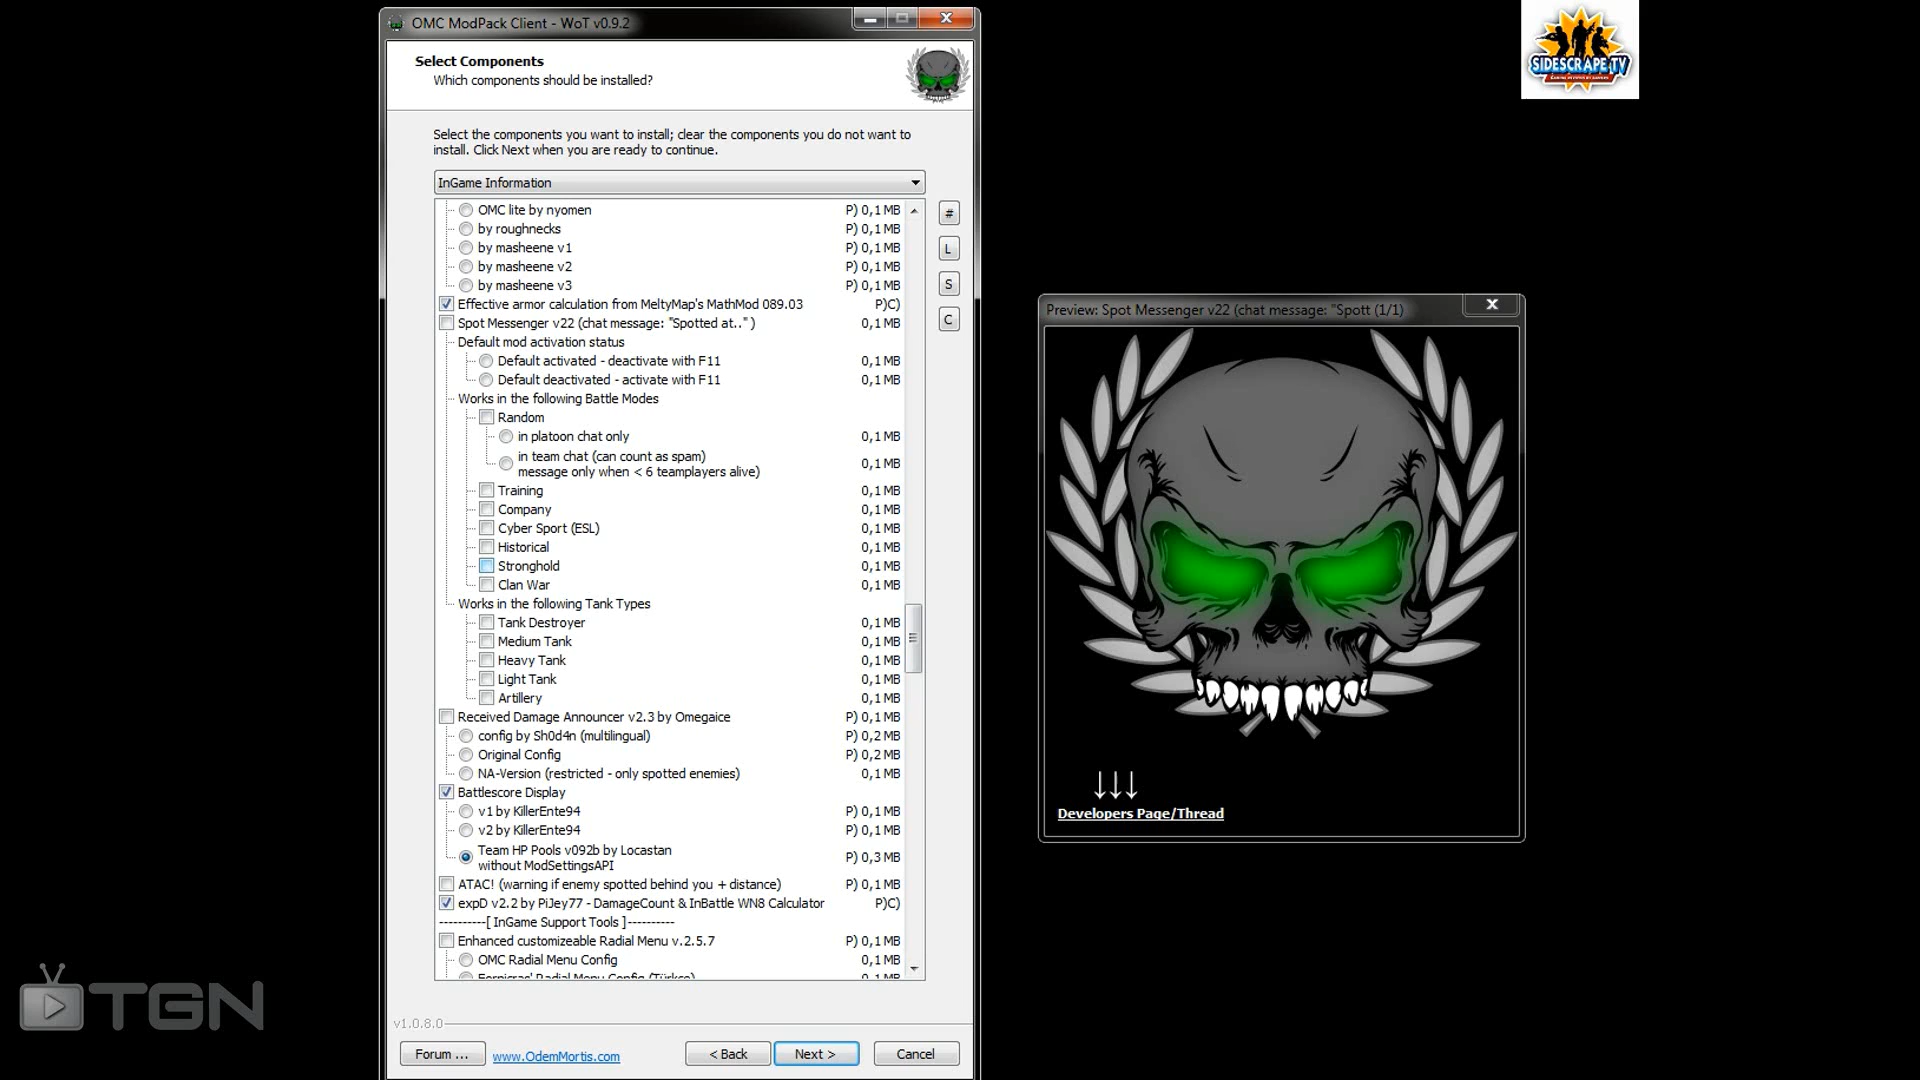 OMC ModPack Client - WoT v0.9.2
Select Components
Which components should be installed?
Select the components you want to install; clear the components you do not want to
install. Click Next when you are ready to continue.
InGame Information
OMC lite by nyomen P) 0,1 MB
by roughnecks P) 0,1 MB
by masheene v1 P) 0,1 MB
by masheene v2 P) 0,1 MB
by masheene v3 P) 0,1 MB
Effective armor calculation from MeltyMap's MathMod 089.03 P)C)
Spot Messenger v22 (chat message: "Spotted at.." ) 0,1 MB
Default mod activation status
Default activated - deactivate with F11 0,1 MB
Default deactivated - activate with F11 0,1 MB
Works in the following Battle Modes
Random
in platoon chat only 0,1 MB
in team chat (can count as spam)
message only when < 6 teamplayers alive) 0,1 MB
Training 0,1 MB
Company 0,1 MB
Cyber Sport (ESL) 0,1 MB
Historical 0,1 MB
Stronghold 0,1 MB
Clan War 0,1 MB
Works in the following Tank Types
Tank Destroyer 0,1 MB
Medium Tank 0,1 MB
Heavy Tank 0,1 MB
Light Tank 0,1 MB
Artillery 0,1 MB
Received Damage Announcer v2.3 by Omegaice P) 0,1 MB
config by Sh0d4n (multilingual) P) 0,2 MB
Original Config P) 0,2 MB
NA-Version (restricted - only spotted enemies) 0,1 MB
Battlescore Display
v1 by KillerEnte94 P) 0,1 MB
v2 by KillerEnte94 P) 0,1 MB
Team HP Pools v092b by Locastan
without ModSettingsAPI P) 0,3 MB
ATAC! (warning if enemy spotted behind you + distance) P) 0,1 MB
expD v2.2 by PiJey77 - DamageCount & InBattle WN8 Calculator P)C)
----------[ InGame Support Tools ]----------
Enhanced customizeable Radial Menu v.2.5.7 P) 0,1 MB
OMC Radial Menu Config 0,1 MB
Radial Menu Config (Türkçe) 0,1 MB
#
L
S
C
v1.0.8.0
Forum ...
www.OdemMortis.com
< Back
Next >
Cancel
SIDESCRAPE TV
Preview: Spot Messenger v22 (chat message: "Spott (1/1)
↓↓↓
Developers Page/Thread
TGN